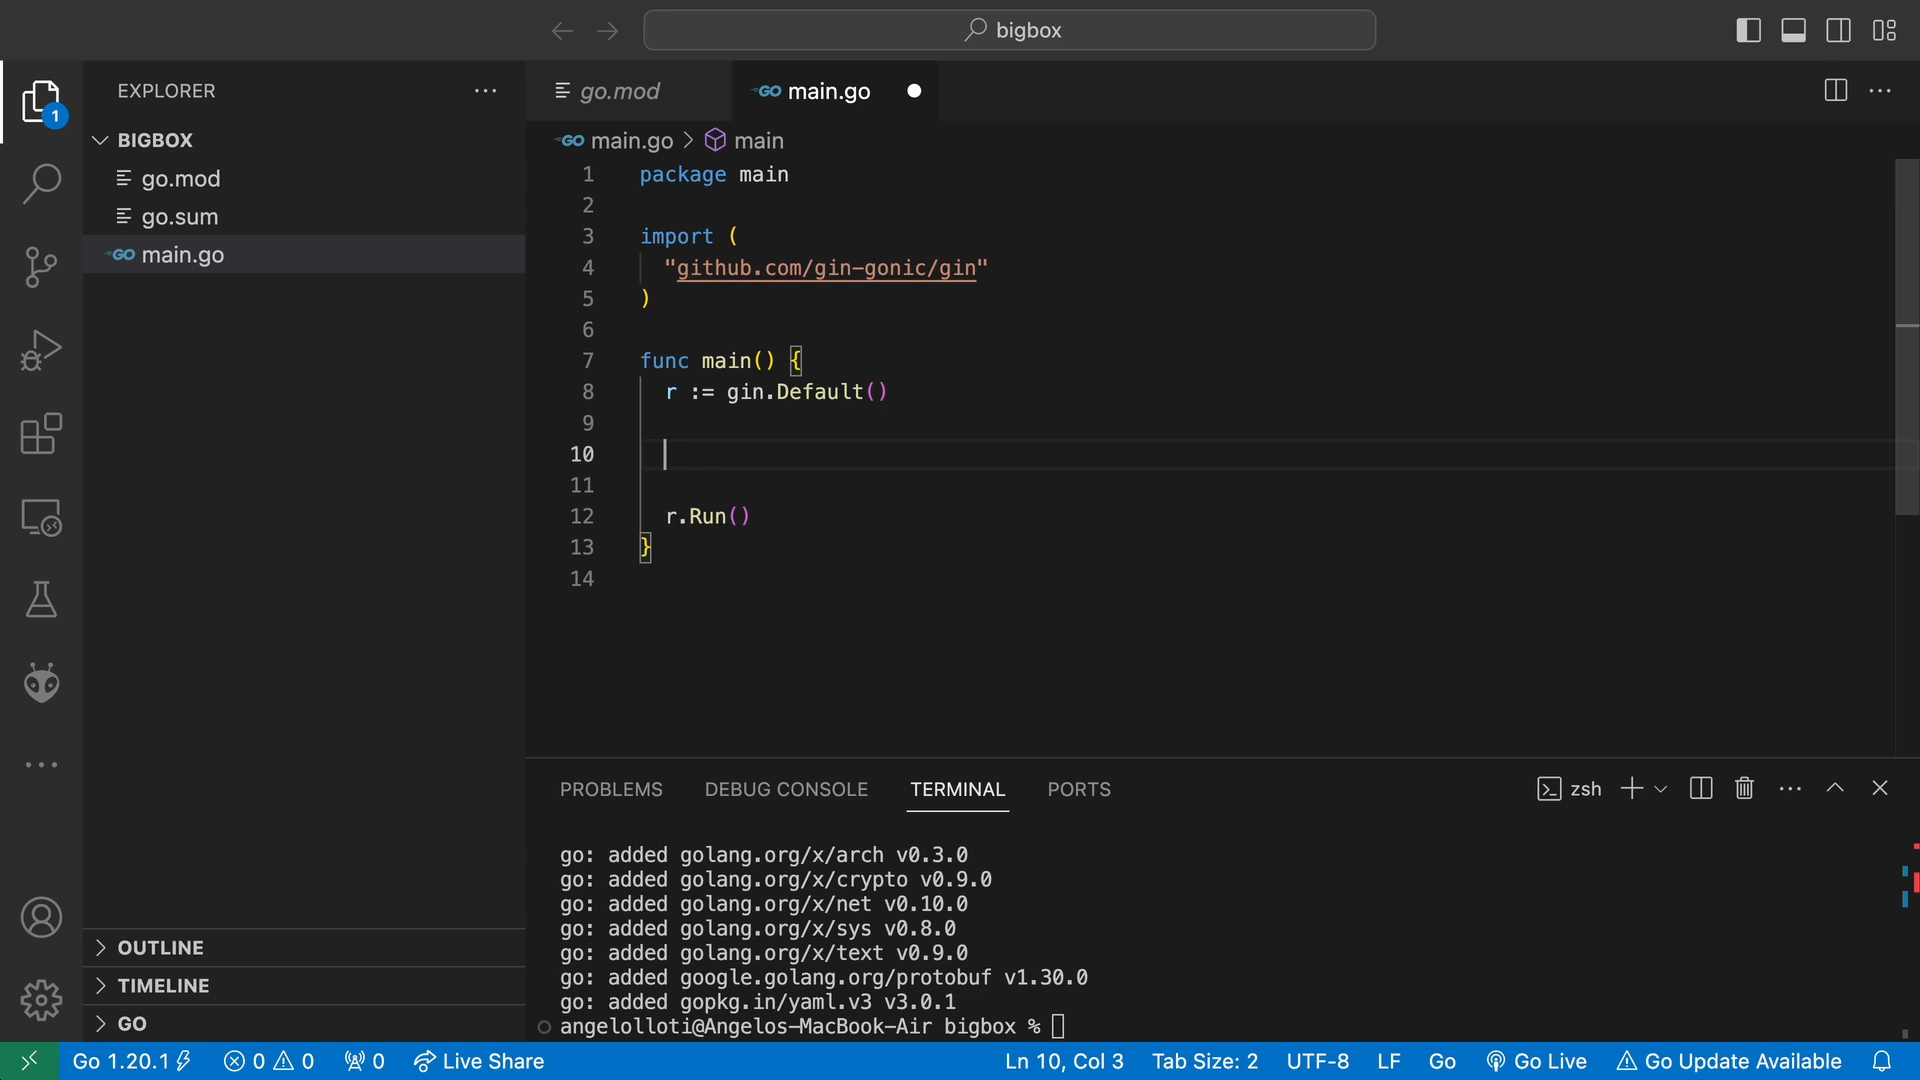 bigbox
EXPLORER
1
BIGBOX
go.mod
go.sum
GO main.go
OUTLINE
TIMELINE
GO
go.mod
GO main.go
GO main.go > main
1 package main
2
3 import (
4 "github.com/gin-gonic/gin"
5 )
6
7 func main() {
8 r := gin.Default()
9
10
11
12 r.Run()
13 }
14
PROBLEMS DEBUG CONSOLE TERMINAL PORTS
zsh
go: added golang.org/x/arch v0.3.0
go: added golang.org/x/crypto v0.9.0
go: added golang.org/x/net v0.10.0
go: added golang.org/x/sys v0.8.0
go: added golang.org/x/text v0.9.0
go: added google.golang.org/protobuf v1.30.0
go: added gopkg.in/yaml.v3 v3.0.1
angelolloti@Angelos-MacBook-Air bigbox %
Go 1.20.1 0 0 0 Live Share Ln 10, Col 3 Tab Size: 2 UTF-8 LF Go Go Live Go Update Available